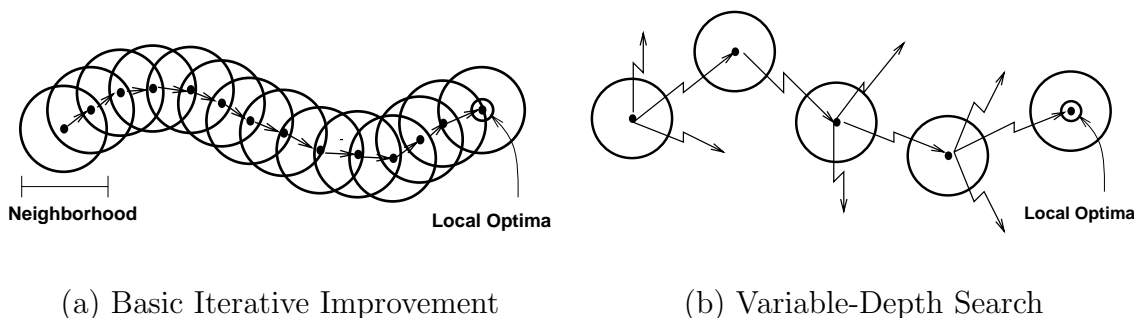 Neighborhood
Local Optima
Local Optima
(a) Basic Iterative Improvement
(b) Variable-Depth Search